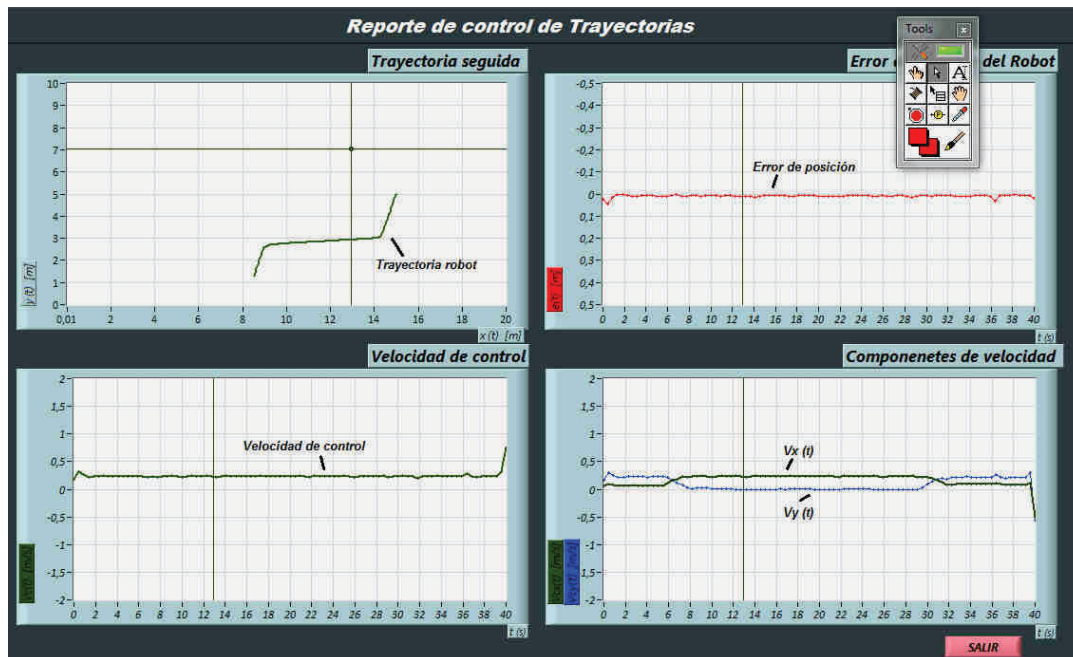 Reporte de control de Trayectorias
Tools
x
Trayectoria seguida
10
9
8
7
6
5
4
3
2
1
0
y (t) [m]
Trayectoria robot
0,01 2 4 6 8 10 12 14 16 18 20
x (t) [m]
Error
del Robot
-0,5
-0,4
-0,3
-0,2
-0,1
0
0,1
0,2
0,3
0,4
0,5
e(t) [m]
Error de posición
0 2 4 6 8 10 12 14 16 18 20 22 24 26 28 30 32 34 36 38 40
t (s)
Velocidad de control
2
1,5
1
0,5
0
-0,5
-1
-1,5
-2
Velocidad de control
0 2 4 6 8 10 12 14 16 18 20 22 24 26 28 30 32 34 36 38 40
t (s)
Componenetes de velocidad
2
1,5
1
0,5
0
-0,5
-1
-1,5
-2
Vx (t)
Vy (t)
0 2 4 6 8 10 12 14 16 18 20 22 24 26 28 30 32 34 36 38 40
t (s)
SALIR